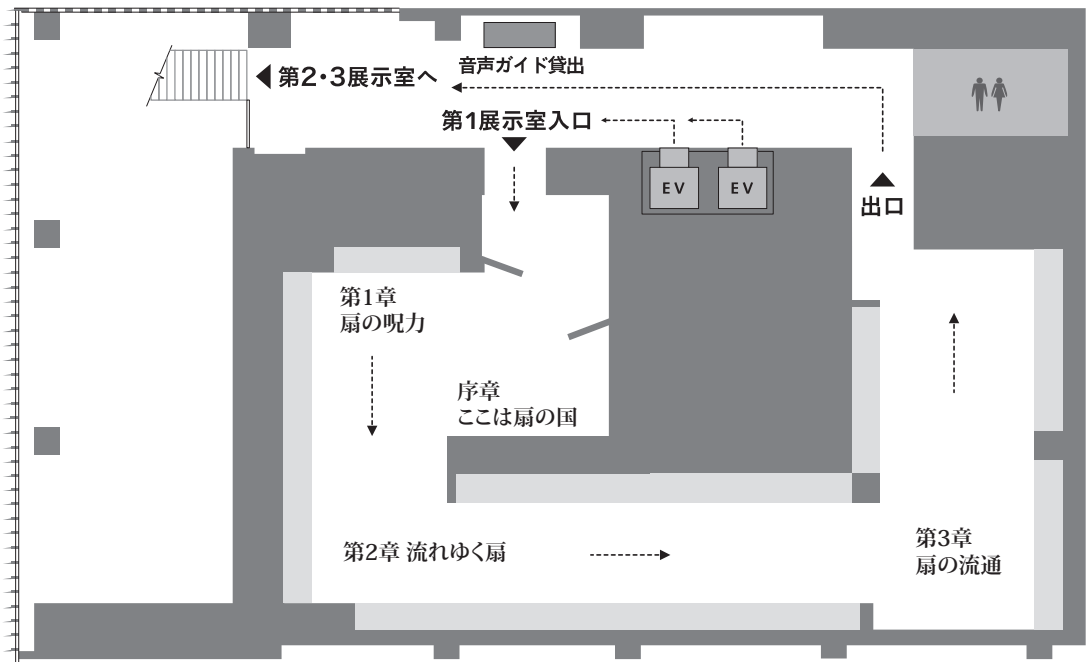 音声ガイド貸出
第2・3展示室へ
第1展示室入口
EV
EV
出口
第1章
扇の呪力
序章
ここは扇の国
第2章 流れゆく扇
第3章
扇の流通